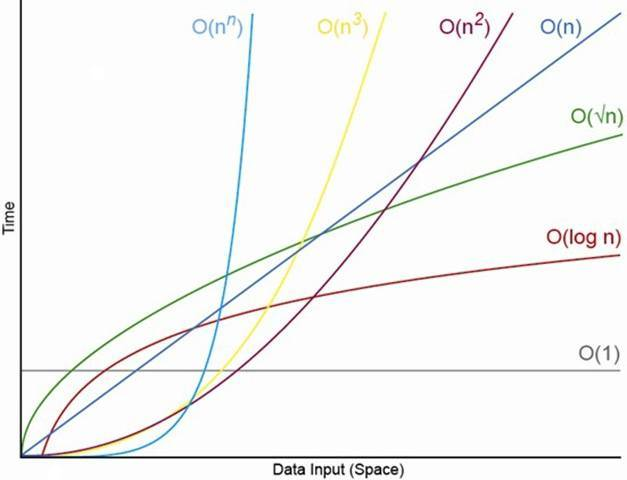 O(nⁿ)
O(n³)
O(n²)
O(n)
O(√n)
O(log n)
O(1)
Time
Data Input (Space)